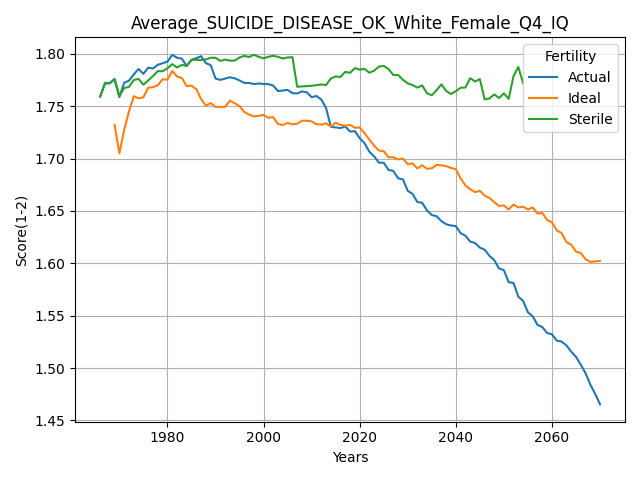 Average_SUICIDE_DISEASE_OK_White_Female_Q4_IQ
Score(1-2)
1.80
1.75
1.70
1.65
1.60
1.55
1.50
1.45
Fertility
Actual
Ideal
Sterile
1980
2000
2020
2040
2060
Years